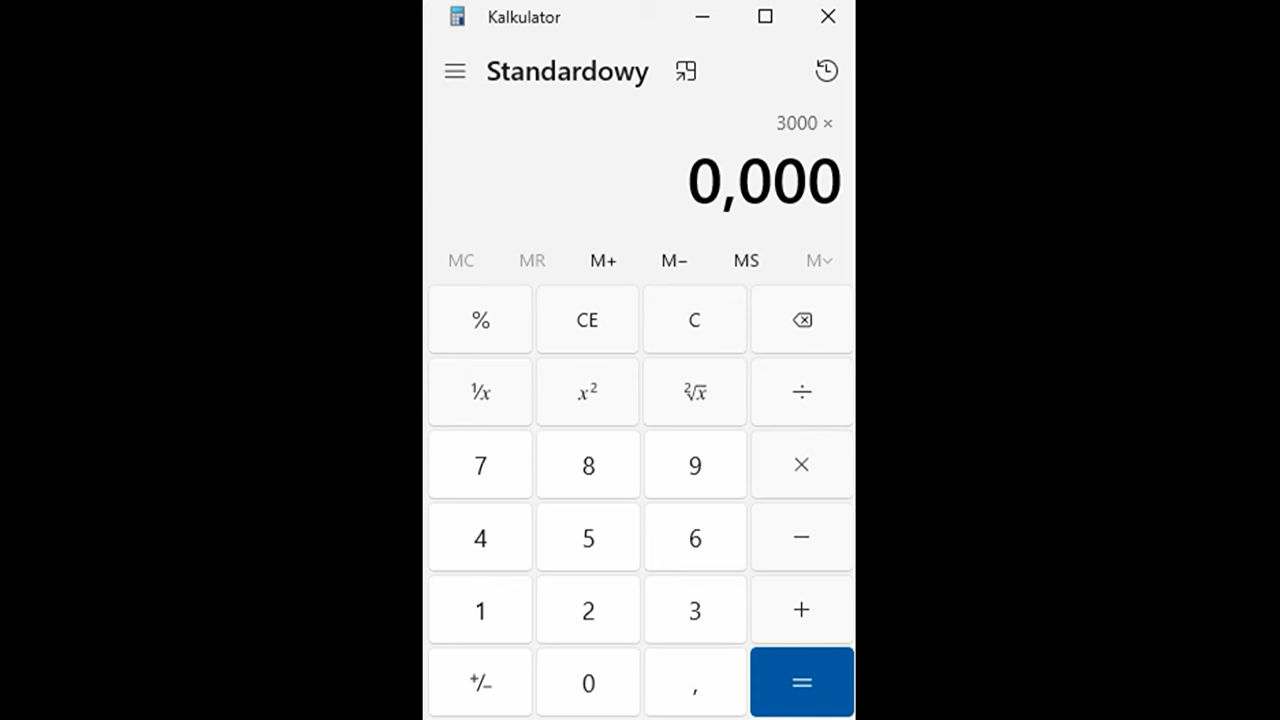 Kalkulator
Standardowy
3000 ×
0,000
MC MR M+ M− MS M
% CE C
¹/x x² ²√x ÷
7 8 9 ×
4 5 6 −
1 2 3 +
+/− 0 , =